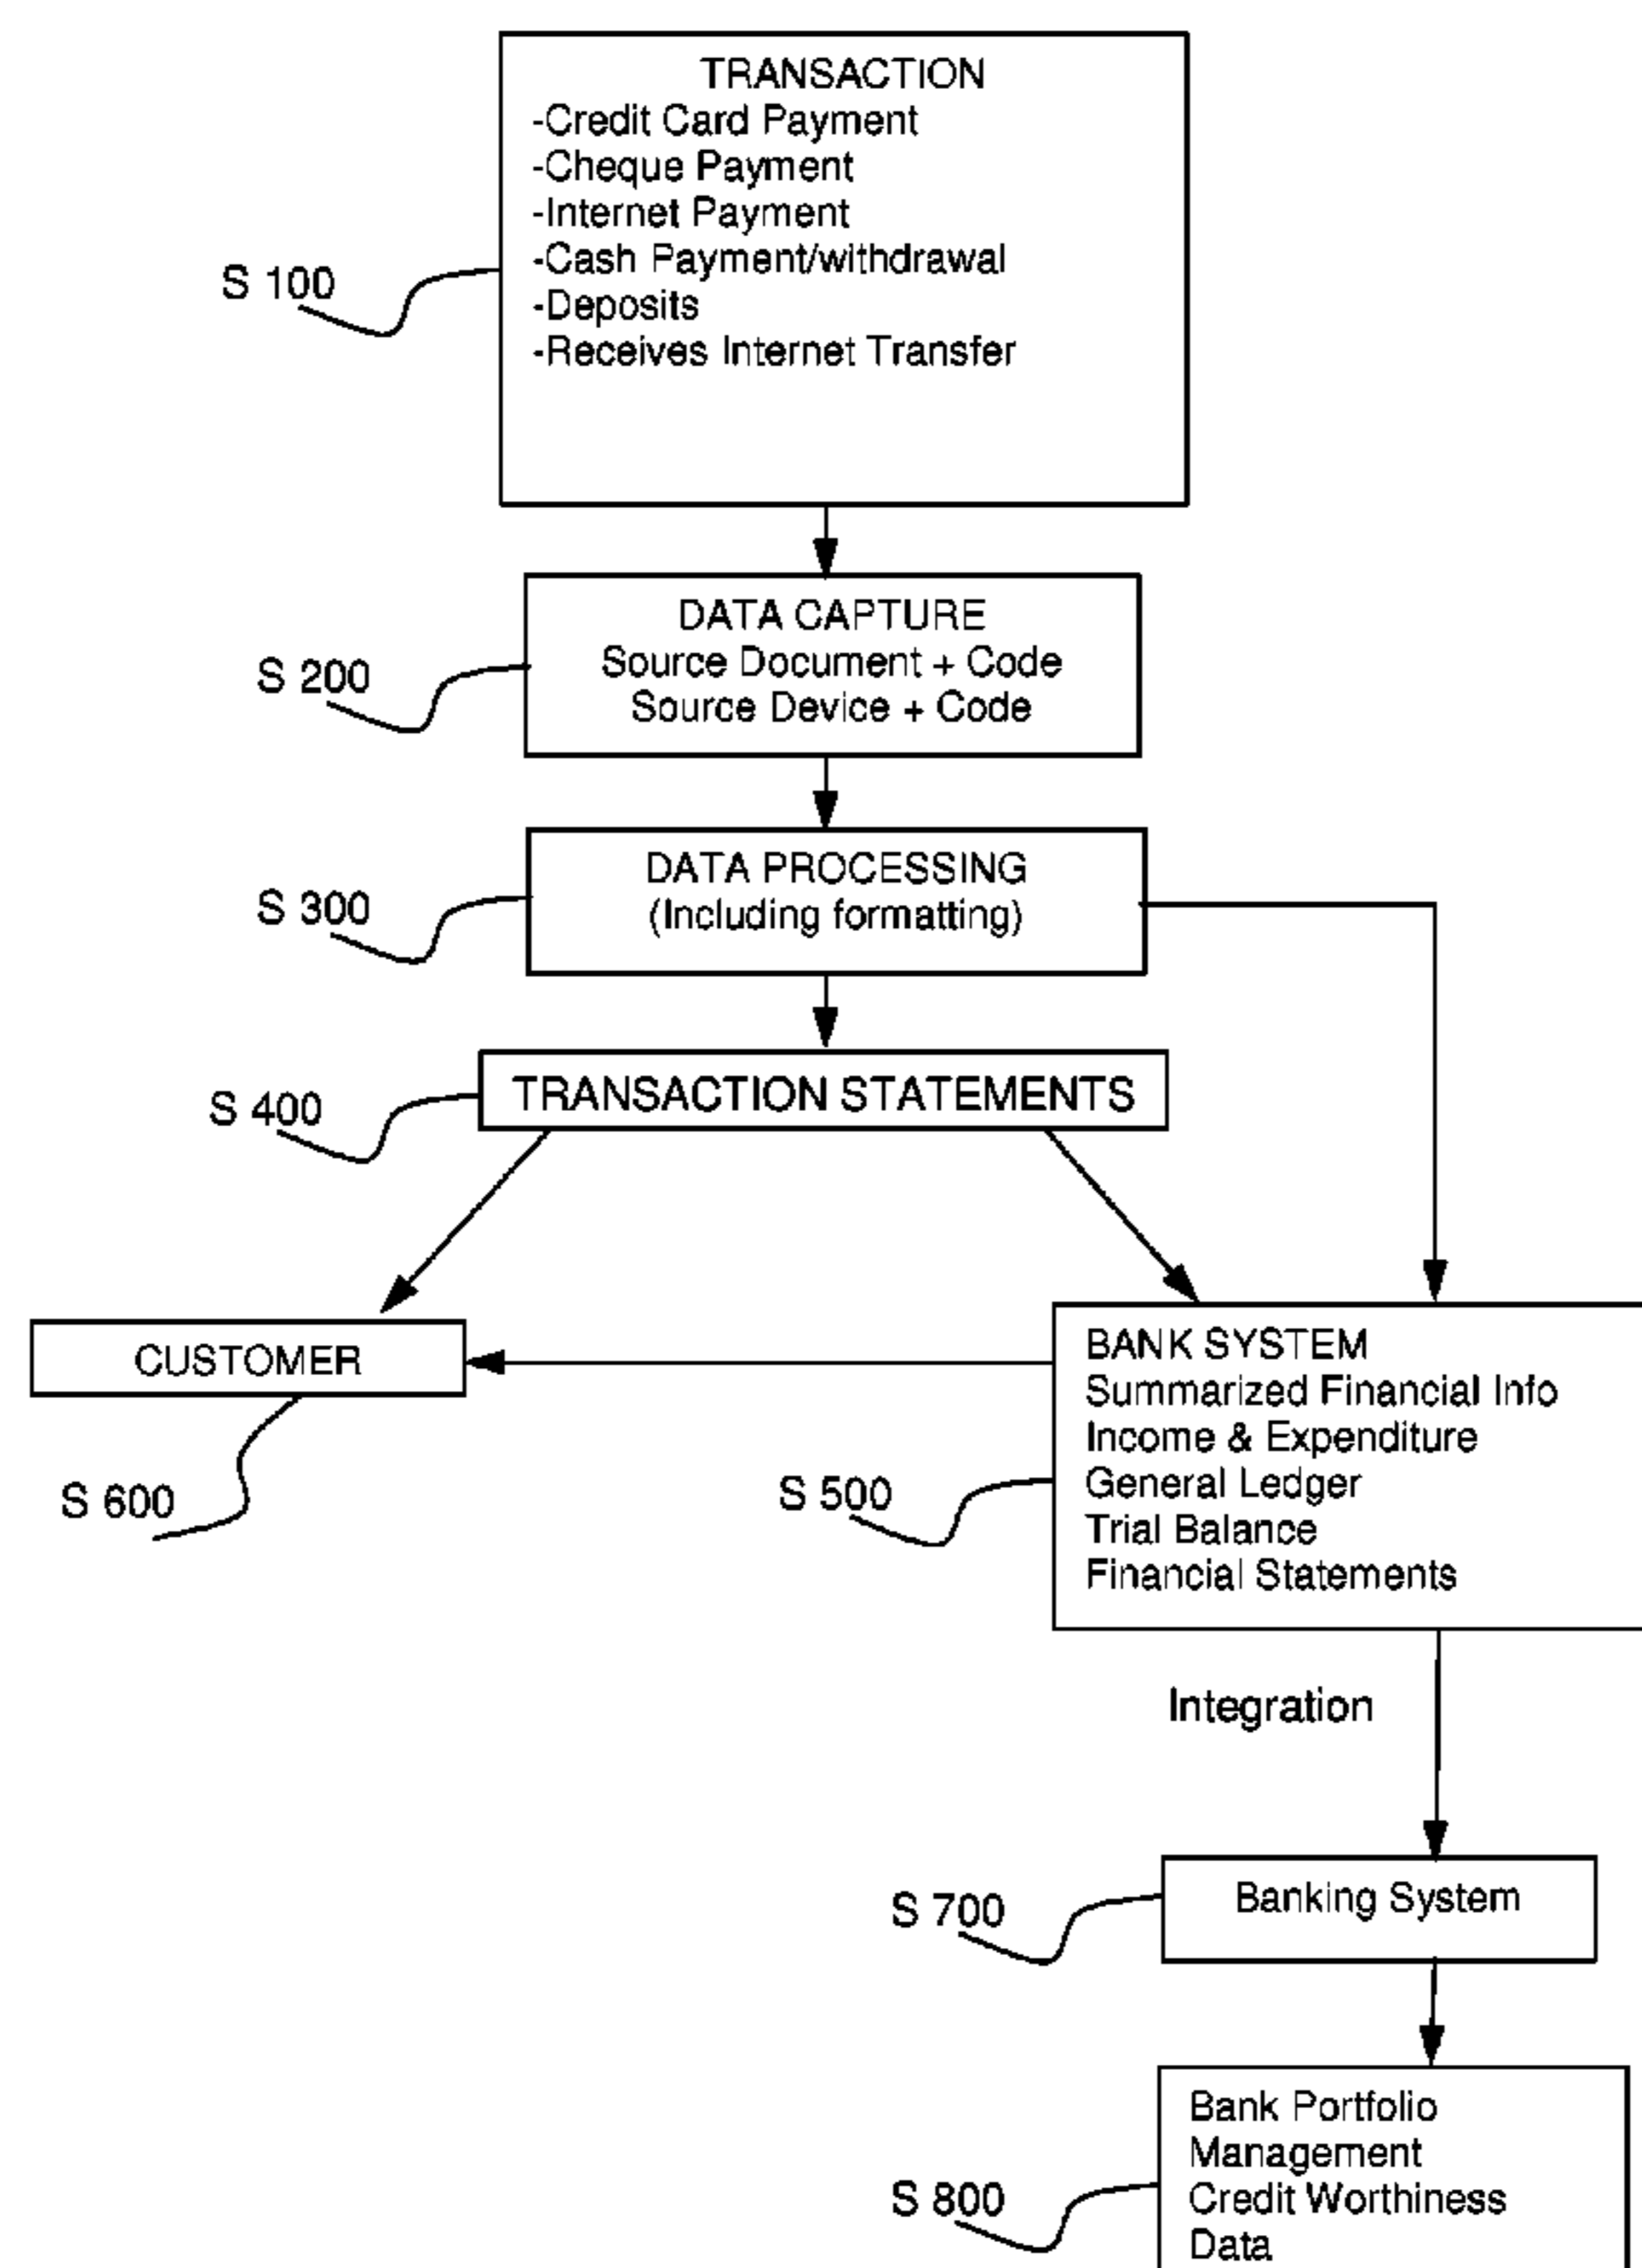 TRANSACTION
-Credit Card Payment
-Cheque Payment
-Internet Payment
-Cash Payment/withdrawal
-Deposits
-Receives Internet Transfer
S 100
DATA CAPTURE
Source Document + Code
Source Device + Code
S 200
DATA PROCESSING
(Including formatting)
S 300
TRANSACTION STATEMENTS
S 400
CUSTOMER
S 600
BANK SYSTEM
Summarized Financial Info
Income & Expenditure
General Ledger
Trial Balance
Financial Statements
S 500
Integration
Banking System
S 700
Bank Portfolio
Management
Credit Worthiness
Data
S 800